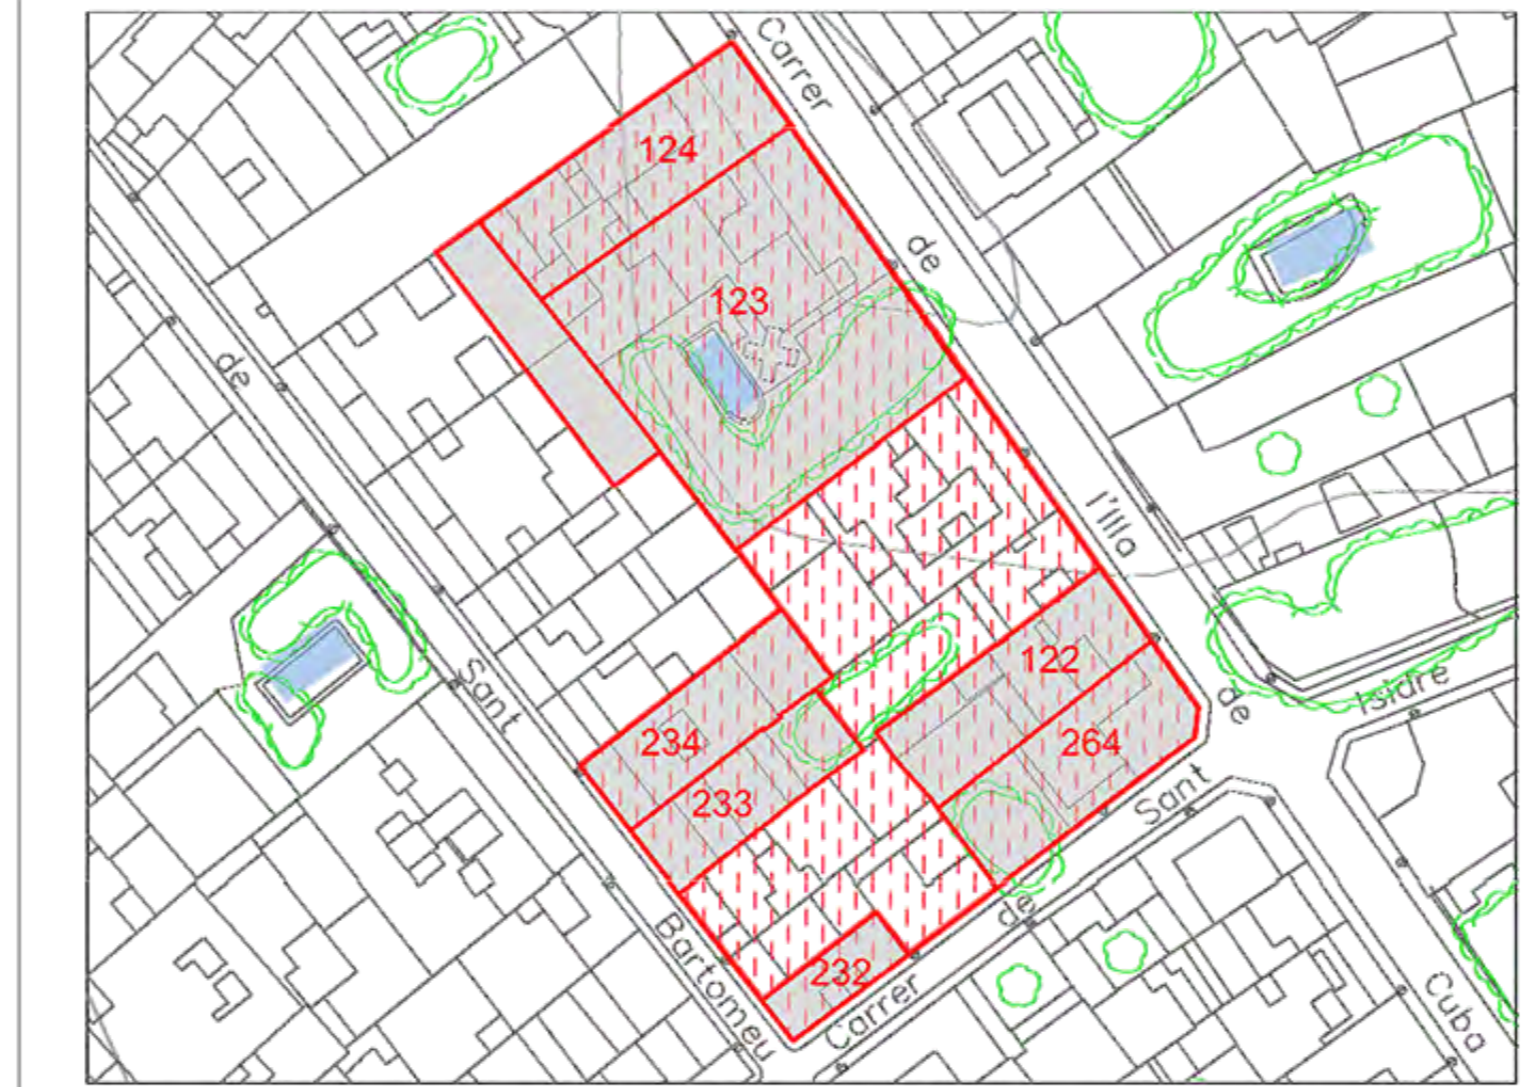 Carrer
124
de
123
de
l'Illa
122
de
Isidre
Sant
234
264
Sant
233
de
232
Bartomeu
Carrer
Cuba